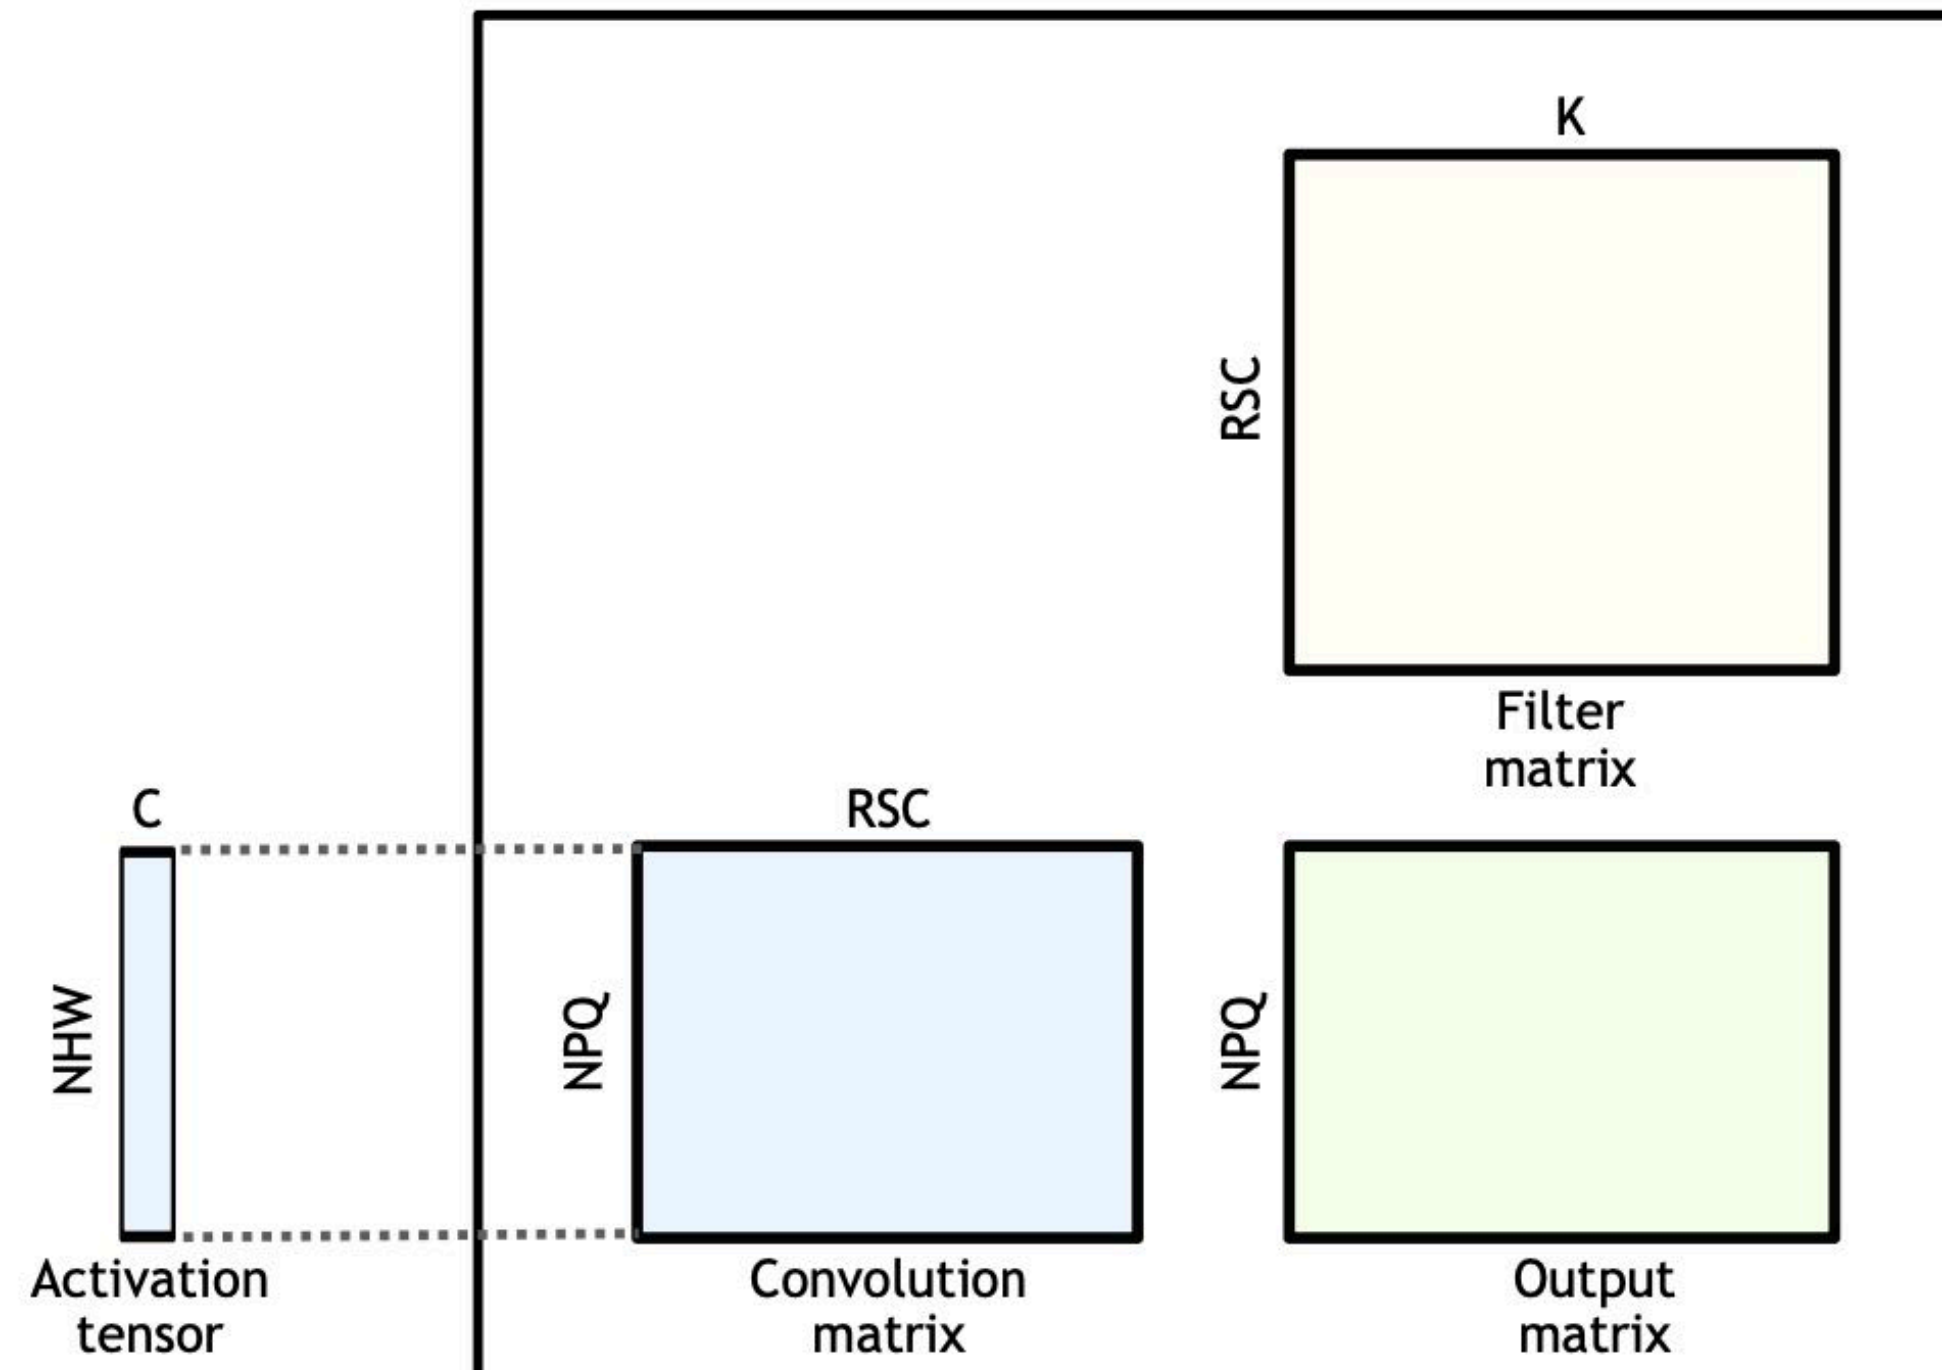 K
RSC
Filter
matrix
C
RSC
NHW
NPQ
NPQ
Activation
tensor
Convolution
matrix
Output
matrix